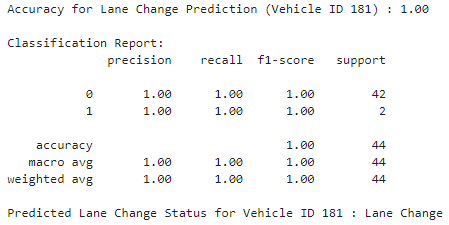 Accuracy for Lane Change Prediction (Vehicle ID 181) : 1.00
Classification Report:
precision recall f1-score support
0 1.00 1.00 1.00 42
1 1.00 1.00 1.00 2
accuracy 1.00 44
macro avg 1.00 1.00 1.00 44
weighted avg 1.00 1.00 1.00 44
Predicted Lane Change Status for Vehicle ID 181 : Lane Change